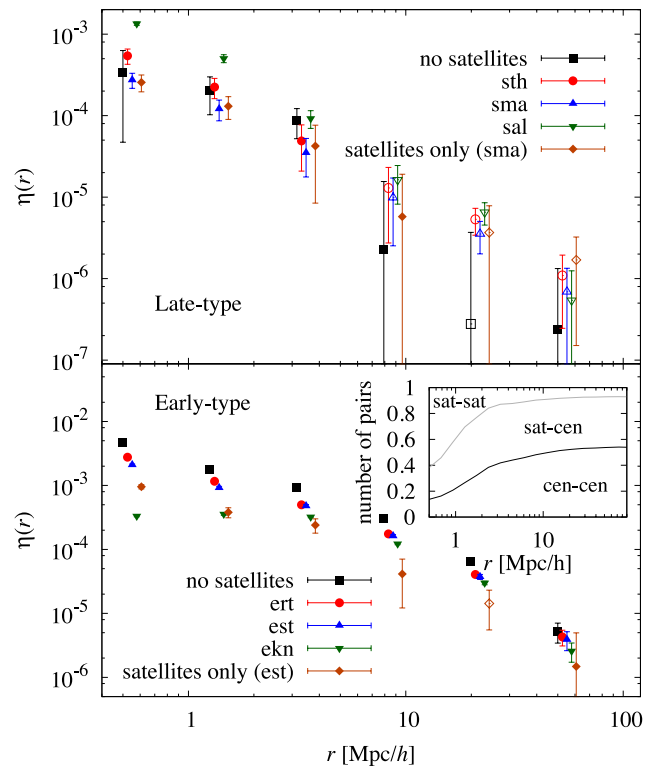 10⁻³
10⁻⁴
10⁻⁵
10⁻⁶
10⁻⁷
η(r)
no satellites
sth
sma
sal
satellites only (sma)
Late-type
10⁻²
10⁻³
10⁻⁴
10⁻⁵
10⁻⁶
η(r)
Early-type
no satellites
ert
est
ekn
satellites only (est)
number of pairs
1
0.8
0.6
0.4
0.2
0
sat-sat
sat-cen
cen-cen
1
10
r [Mpc/h]
1
10
100
r [Mpc/h]